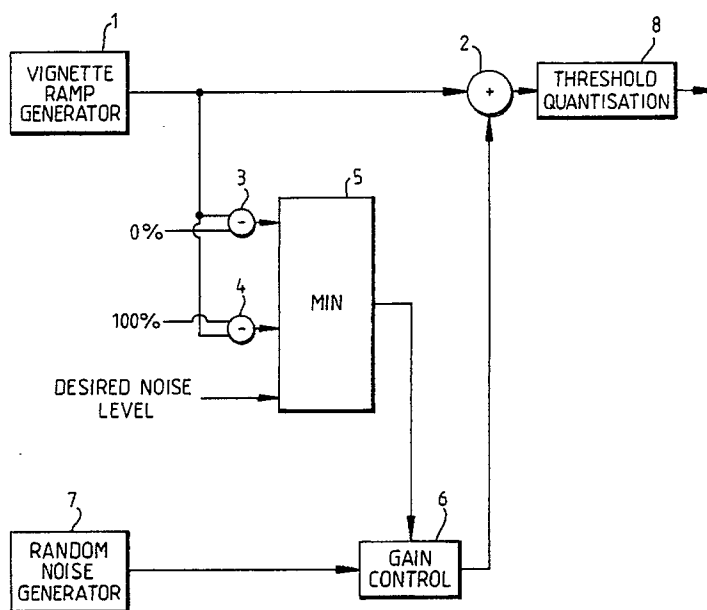 1
VIGNETTE
RAMP
GENERATOR
2
+
8
THRESHOLD
QUANTISATION
3
-
0%
5
MIN
4
-
100%
DESIRED NOISE
LEVEL
7
RANDOM
NOISE
GENERATOR
6
GAIN
CONTROL